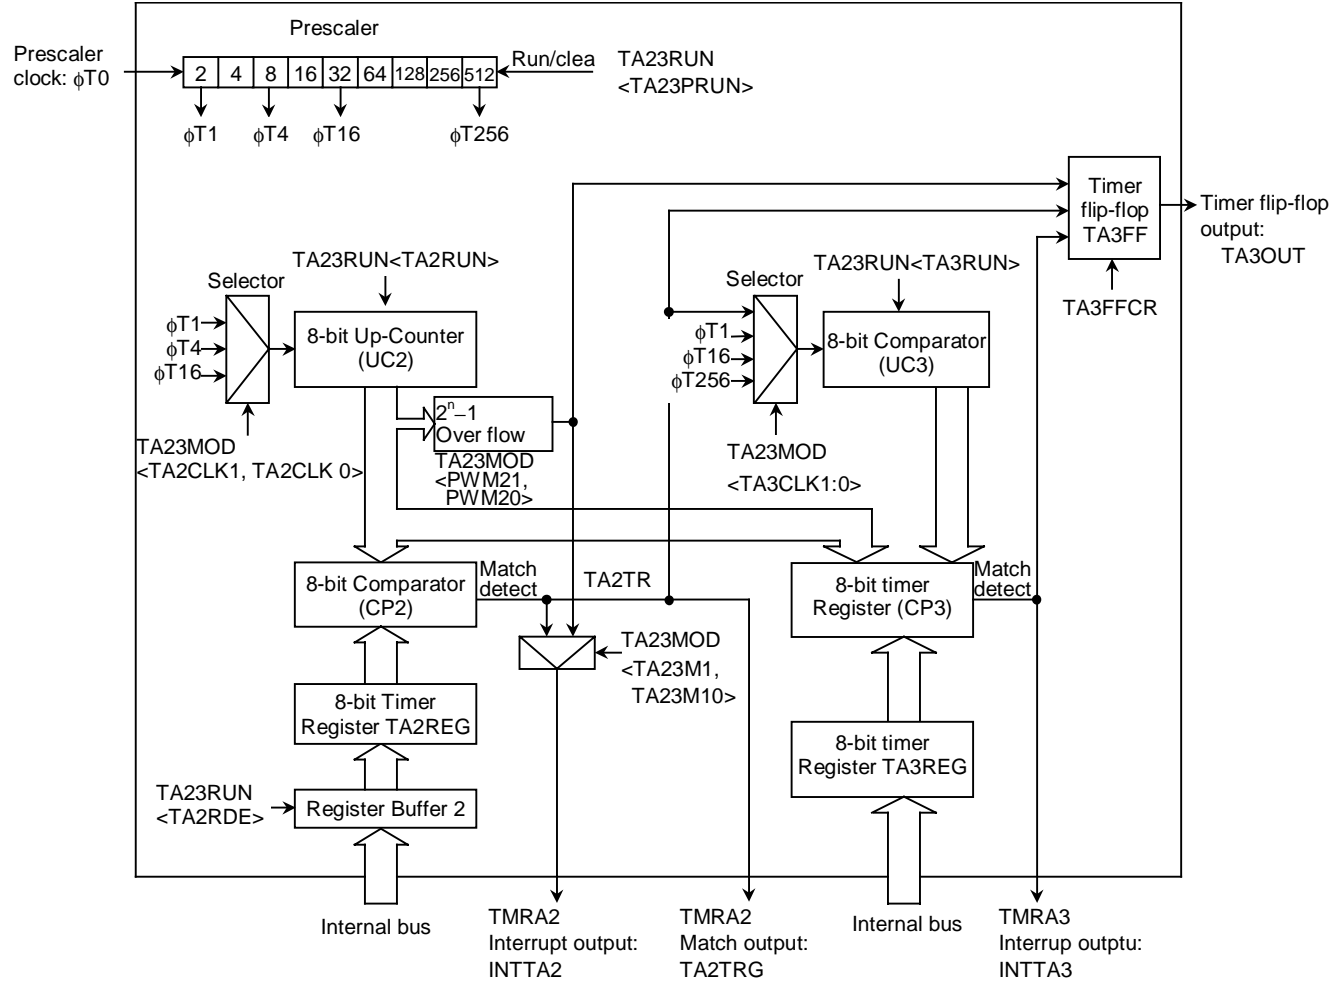 Prescaler
Prescaler
clock: ϕT0
2 4 8 16 32 64 128 256 512
Run/clea
TA23RUN
<TA23PRUN>
ϕT1 ϕT4 ϕT16 ϕT256
Timer
flip-flop
TA3FF
Timer flip-flop
output:
TA3OUT
TA3FFCR
TA23RUN<TA2RUN>
Selector
ϕT1
ϕT4
ϕT16
8-bit Up-Counter
(UC2)
TA23MOD
<TA2CLK1, TA2CLK 0>
2ⁿ–1
Over flow
TA23MOD
<PWM21,
PWM20>
TA23RUN<TA3RUN>
Selector
ϕT1
ϕT16
ϕT256
8-bit Comparator
(UC3)
TA23MOD
<TA3CLK1:0>
8-bit Comparator
(CP2)
Match
detect
TA2TR
8-bit timer
Register (CP3)
Match
detect
TA23MOD
<TA23M1,
TA23M10>
8-bit Timer
Register TA2REG
8-bit timer
Register TA3REG
TA23RUN
<TA2RDE>
Register Buffer 2
Internal bus
TMRA2
Interrupt output:
INTTA2
TMRA2
Match output:
TA2TRG
Internal bus
TMRA3
Interrup outptu:
INTTA3